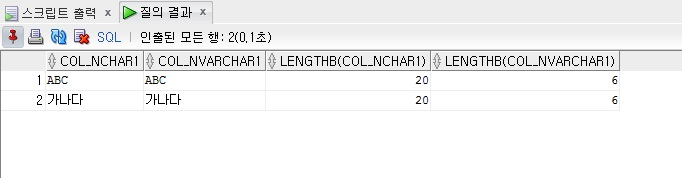 스크립트 출력 x 질의 결과 x
SQL 인출된 모든 행: 2(0,1초)
COL_NCHAR1 COL_NVARCHAR1 LENGTHB(COL_NCHAR1) LENGTHB(COL_NVARCHAR1)
1 ABC ABC 20 6
2 가나다 가나다 20 6